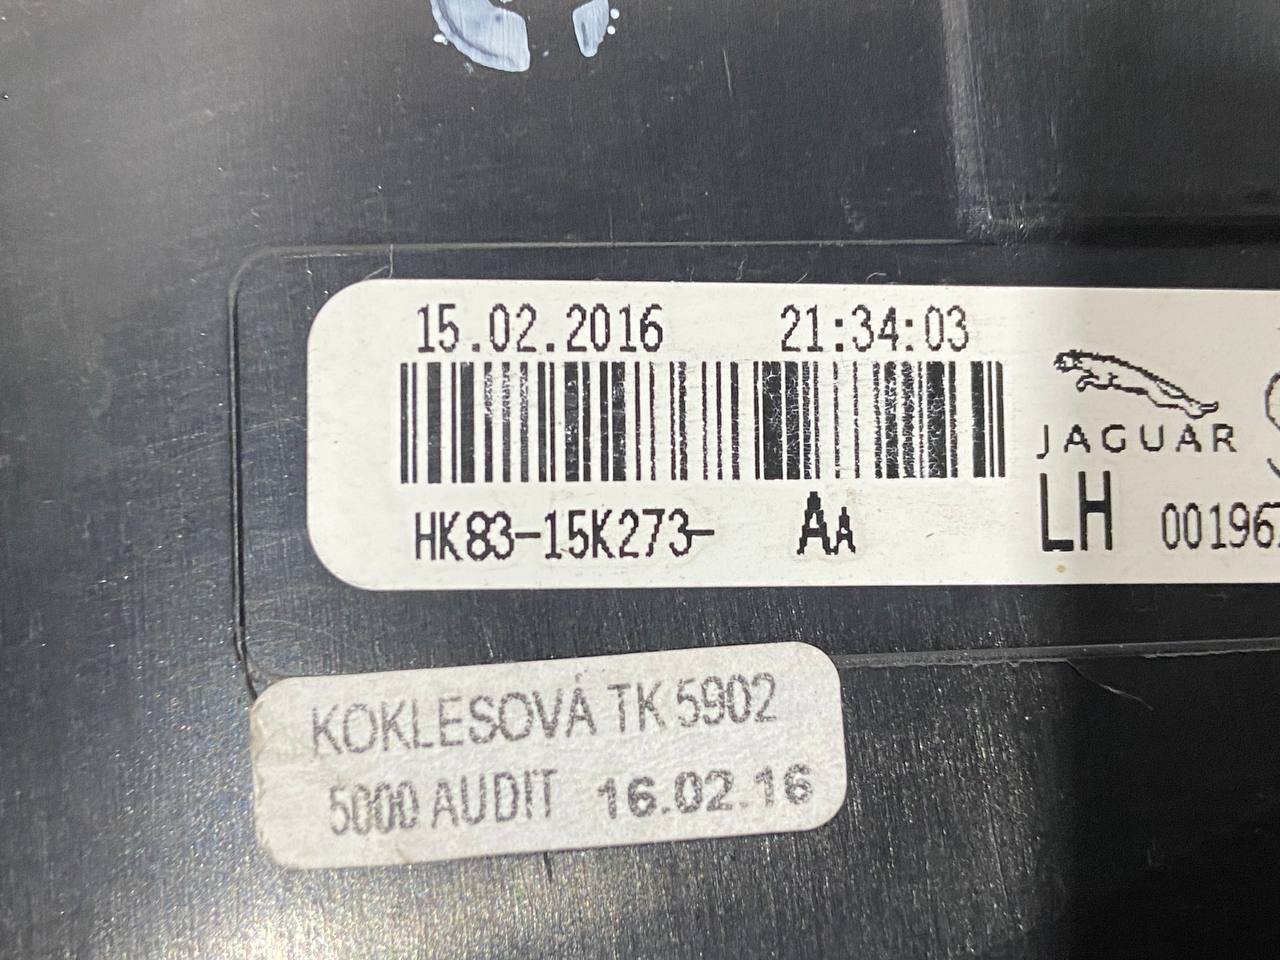 15.02.2016 21:34:03
JAGUAR
HK83-15K273- AA
LH 00196
KOKLESOVÁ TK 5902
5000 AUDIT 16.02.16